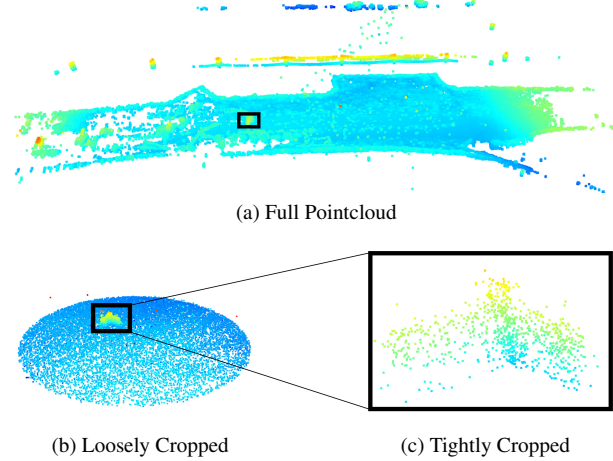 (a) Full Pointcloud
(b) Loosely Cropped
(c) Tightly Cropped